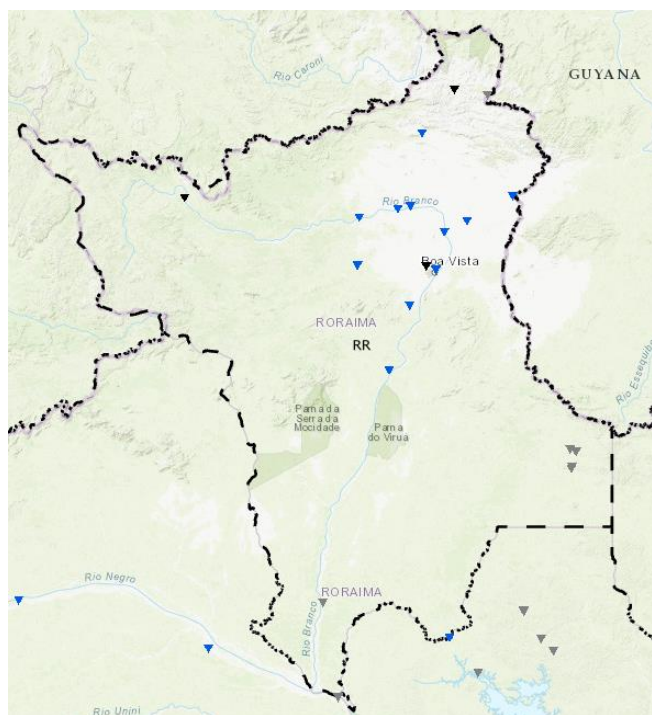 Rio Caroni
GUYANA
Rio Branco
Boa Vista
RORAIMA
RR
Rio Essequibo
Parna da
Serra da
Mocidade
Parna
do Virua
Rio Negro
RORAIMA
Rio Branco
Rio Unini